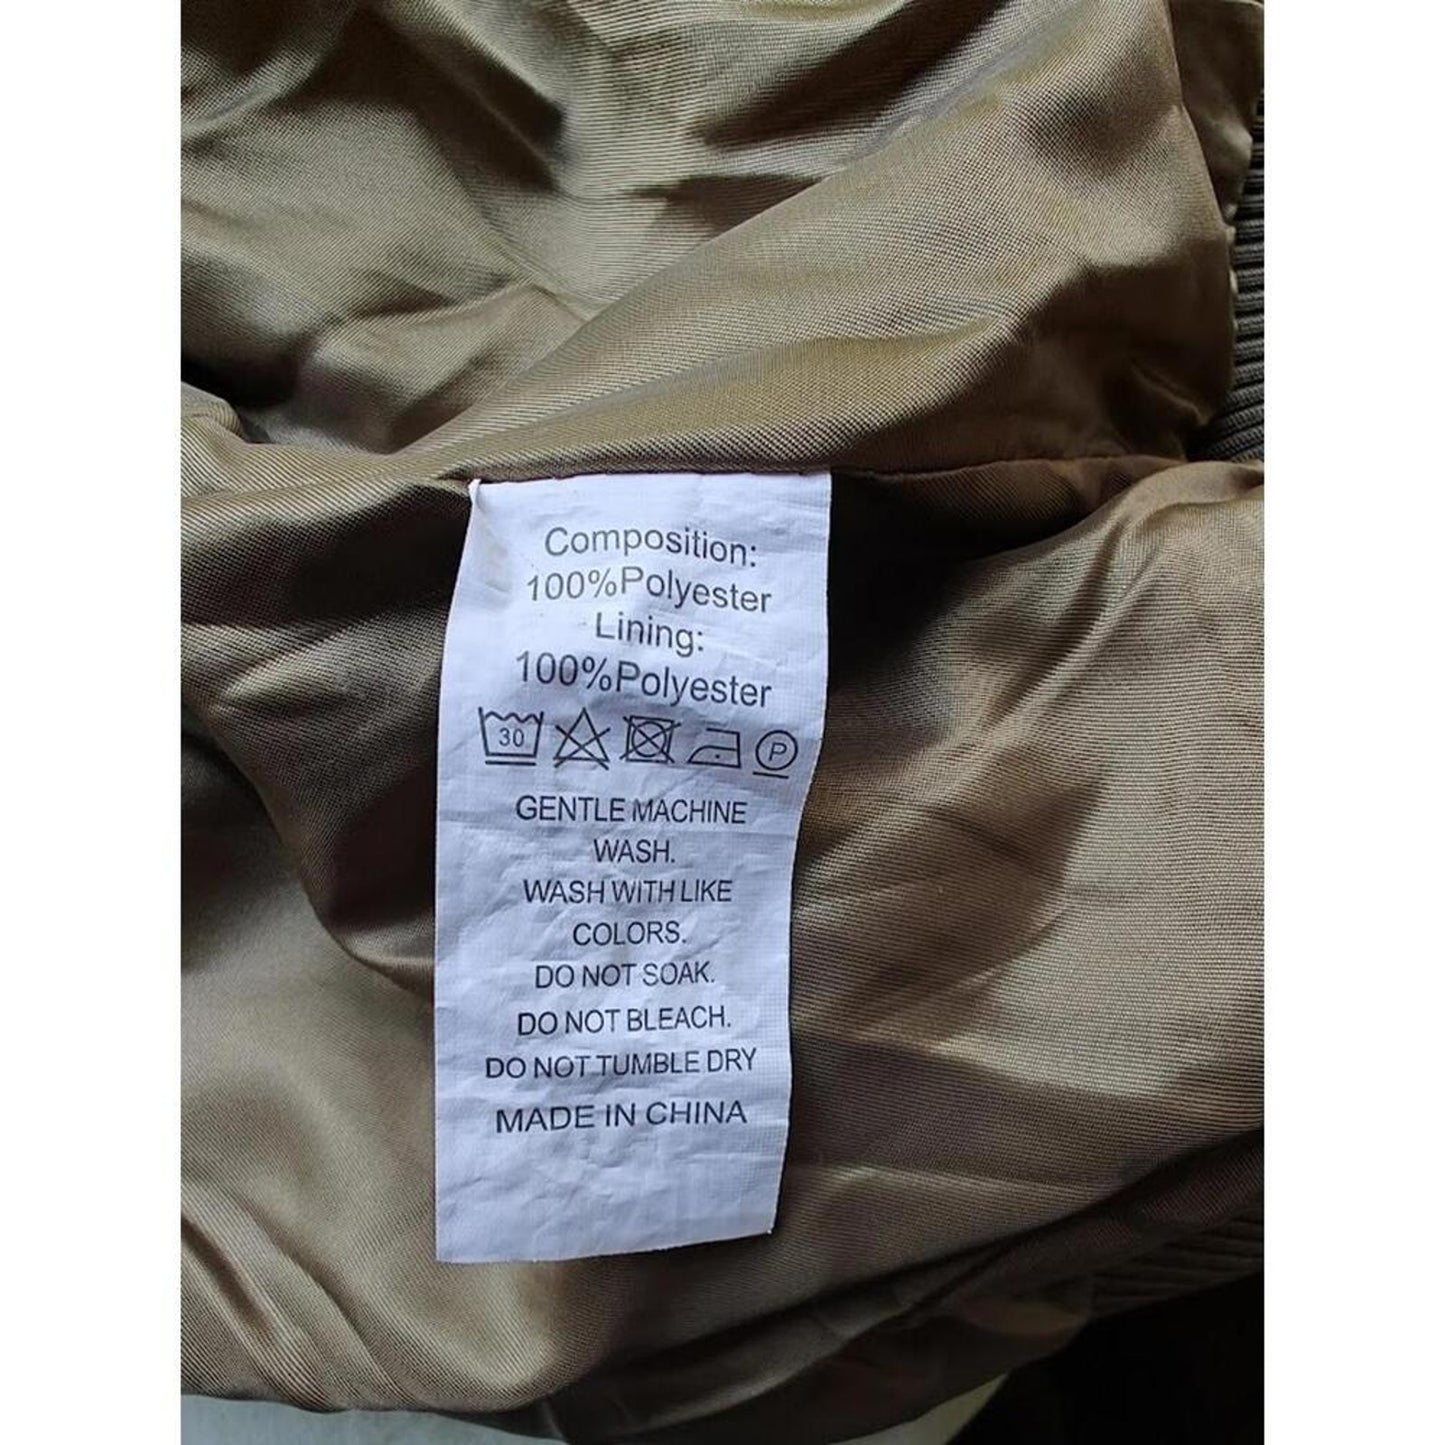 Composition:
100%Polyester
Lining:
100%Polyester
30 P
GENTLE MACHINE
WASH.
WASH WITH LIKE
COLORS.
DO NOT SOAK.
DO NOT BLEACH.
DO NOT TUMBLE DRY
MADE IN CHINA